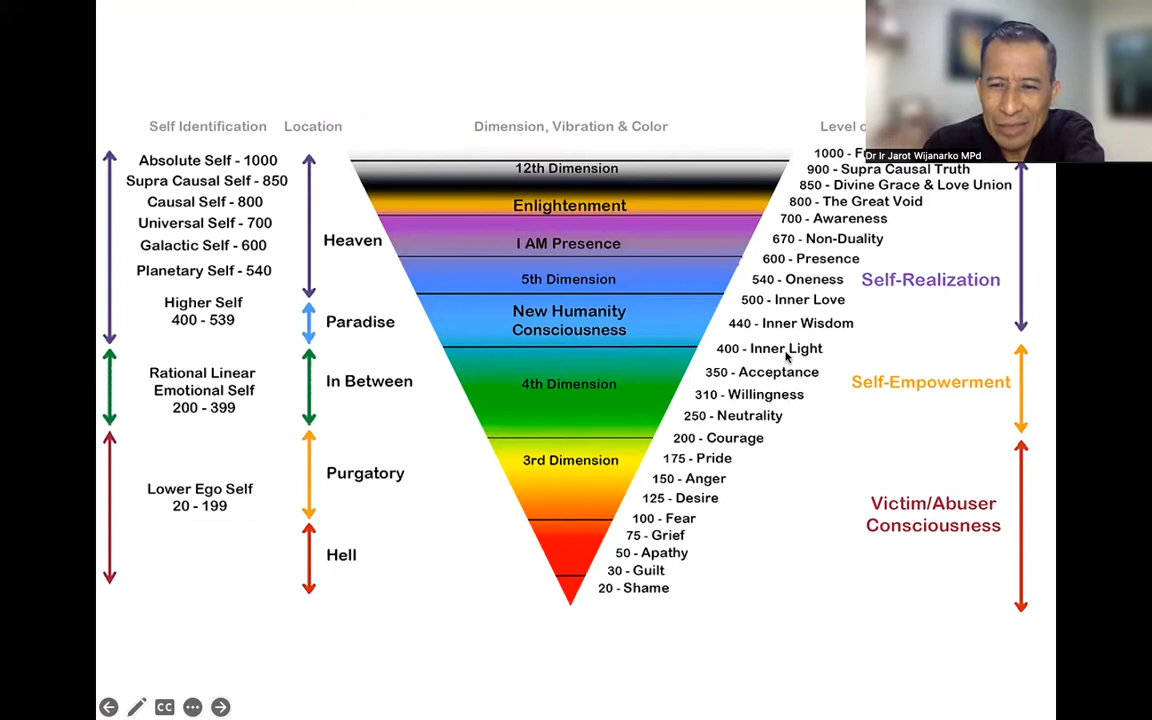 Self Identification
Location
Dimension, Vibration & Color
Level
Dr Ir Jarot Wijanarko MPd
Absolute Self - 1000
Supra Causal Self - 850
Causal Self - 800
Universal Self - 700
Galactic Self - 600
Planetary Self - 540
Higher Self
400 - 539
Rational Linear
Emotional Self
200 - 399
Lower Ego Self
20 - 199
Heaven
Paradise
In Between
Purgatory
Hell
12th Dimension
Enlightenment
I AM Presence
5th Dimension
New Humanity
Consciousness
4th Dimension
3rd Dimension
1000 -
900 - Supra Causal Truth
850 - Divine Grace & Love Union
800 - The Great Void
700 - Awareness
670 - Non-Duality
600 - Presence
540 - Oneness
500 - Inner Love
440 - Inner Wisdom
400 - Inner Light
350 - Acceptance
310 - Willingness
250 - Neutrality
200 - Courage
175 - Pride
150 - Anger
125 - Desire
100 - Fear
75 - Grief
50 - Apathy
30 - Guilt
20 - Shame
Self-Realization
Self-Empowerment
Victim/Abuser
Consciousness
CC